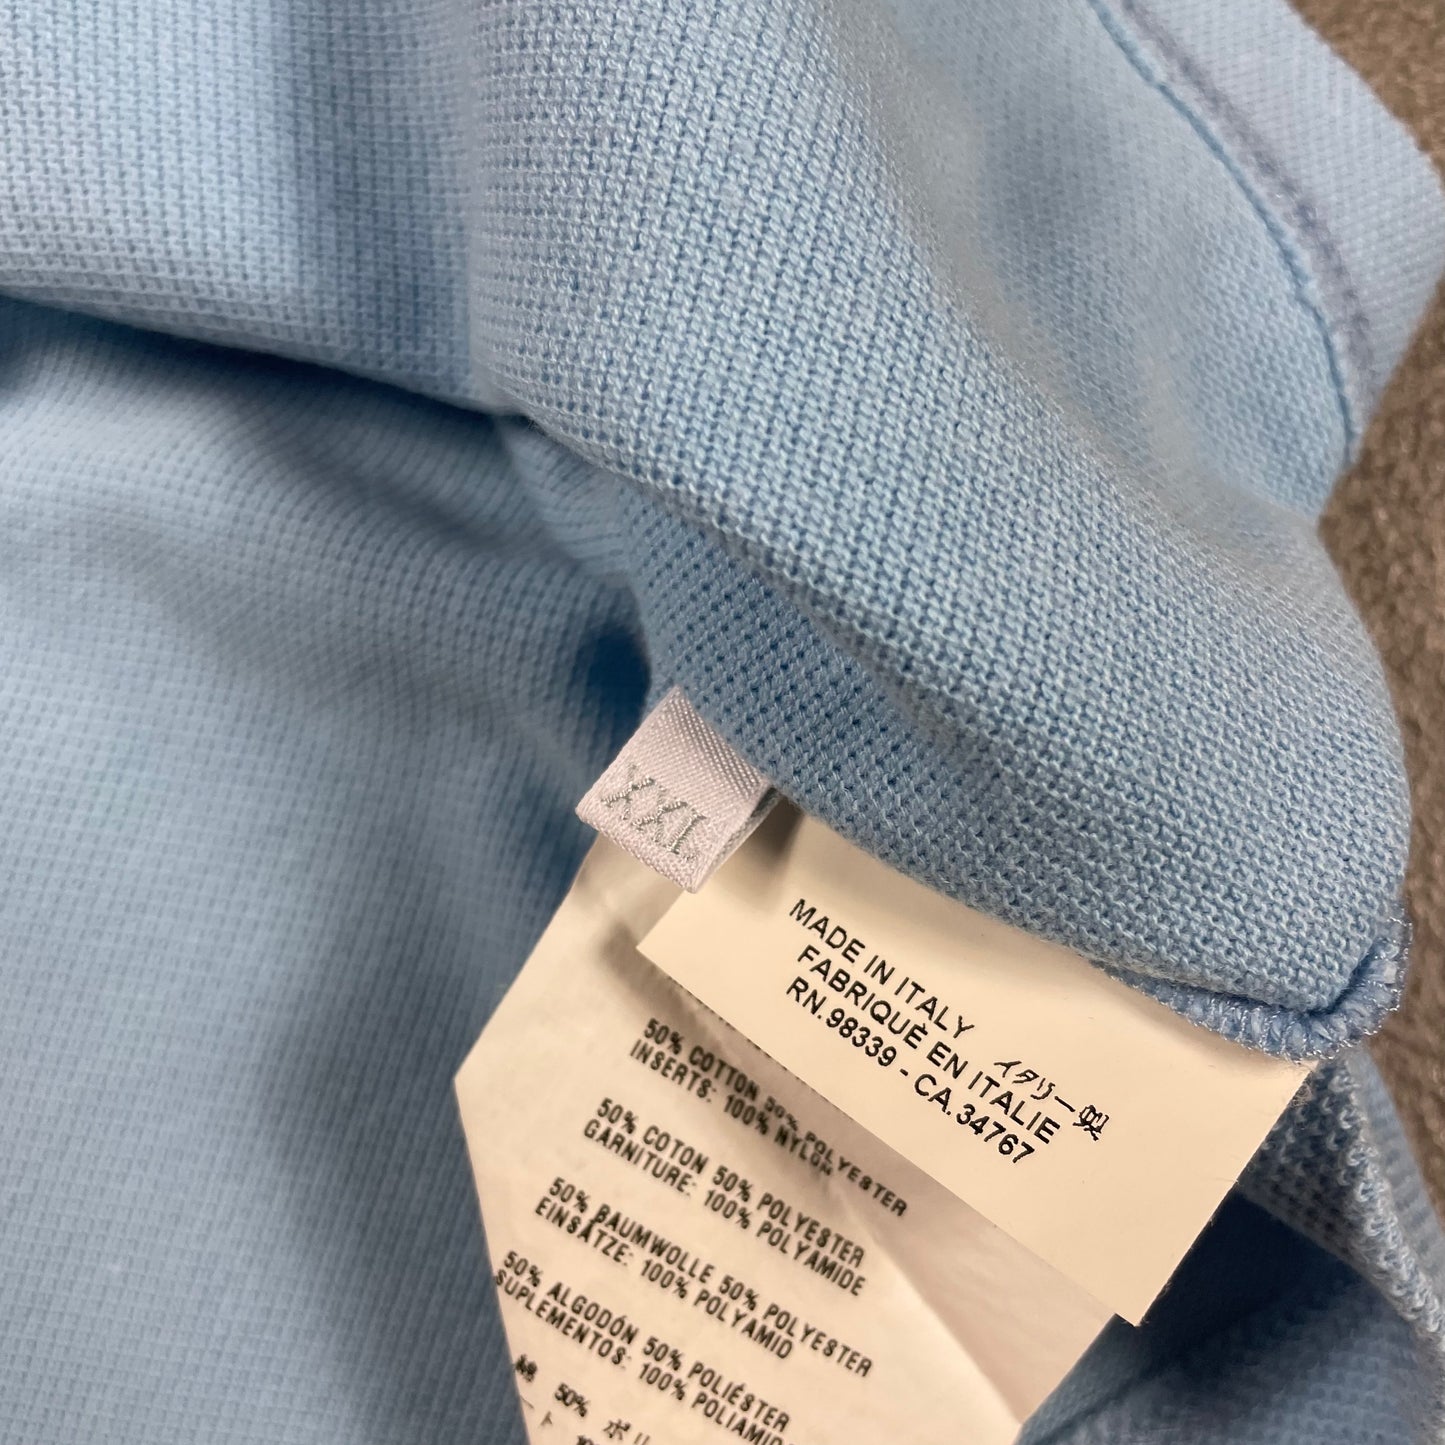 XXL
MADE IN ITALY イタリー製
FABRIQUÈ EN ITALIE
RN.98339 - CA.34767
50% COTTON 50% POLYESTER
INSERTS: 100% NYLON
50% COTON 50% POLYESTER
GARNITURE: 100% POLYAMIDE
50% BAUMWOLLE 50% POLYESTER
EINSÄTZE: 100% POLYAMID
50% ALGODÓN 50% POLIÉSTER
SUPLEMENTOS: 100% POLIAMIDA
綿 50% ポリ